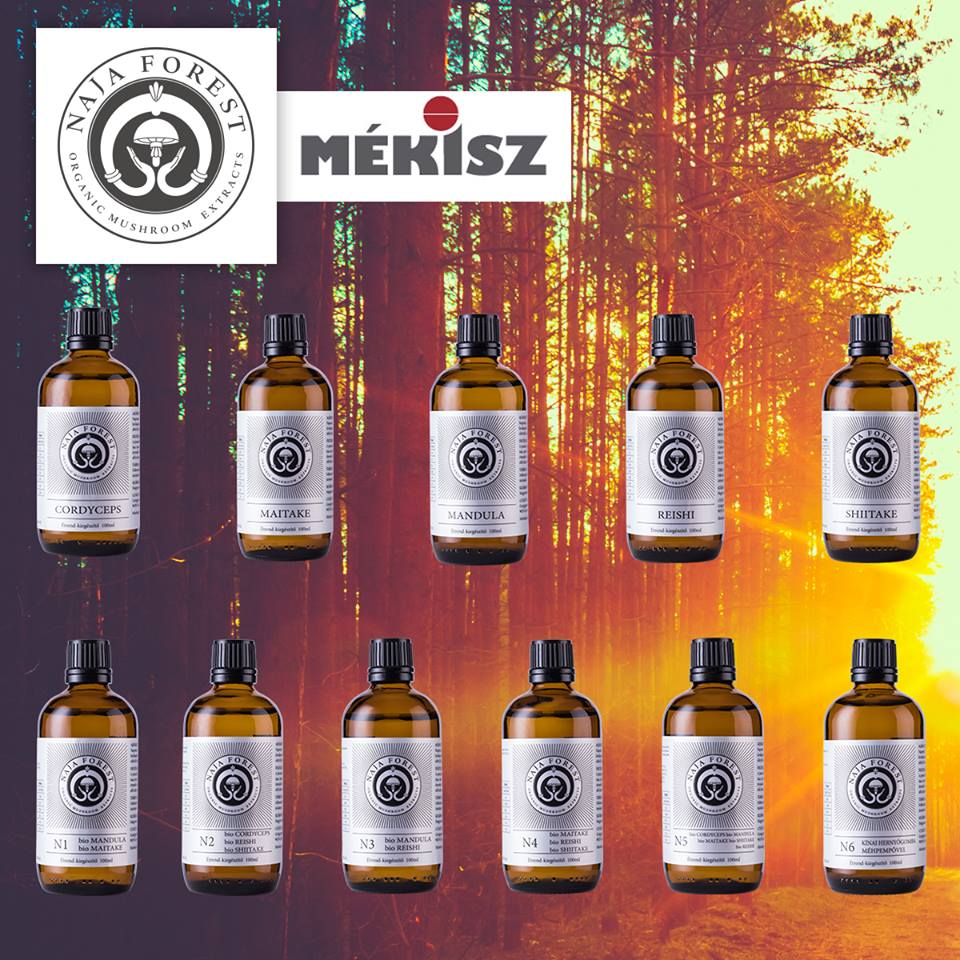 NAJA FOREST
ORGANIC MUSHROOM EXTRACTS
MÉKISZ
NAJA FOREST
CORDYCEPS
Étrend-kiegészítő 100ml
NAJA FOREST
MAITAKE
Étrend-kiegészítő 100ml
NAJA FOREST
MANDULA
Étrend-kiegészítő 100ml
NAJA FOREST
REISHI
Étrend-kiegészítő 100ml
NAJA FOREST
SHIITAKE
Étrend-kiegészítő 100ml
NAJA FOREST
N1
bio MANDULA
bio MAITAKE
Étrend-kiegészítő 100ml
NAJA FOREST
N2
bio CORDYCEPS
bio REISHI
bio SHIITAKE
Étrend-kiegészítő 100ml
NAJA FOREST
N3
bio MANDULA
bio REISHI
Étrend-kiegészítő 100ml
NAJA FOREST
N4
bio MAITAKE
bio REISHI
bio SHIITAKE
Étrend-kiegészítő 100ml
NAJA FOREST
N5
bio CORDYCEPS bio MANDULA
bio MAITAKE bio SHIITAKE
bio REISHI
Étrend-kiegészítő 100ml
NAJA FOREST
N6
KÍNAI HERNYÓGOMBA
MÉHPEMPŐVEL
Étrend-kiegészítő 100ml